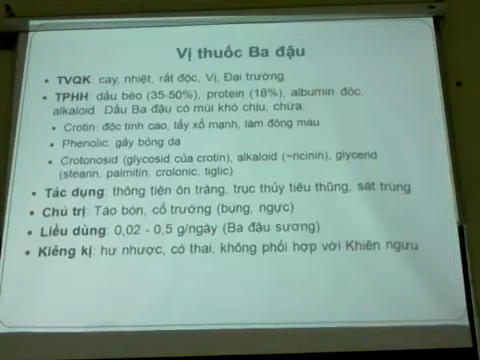 Vị thuốc Ba đậu
• TVQK: cay, nhiệt, rất độc, Vị, Đại trường
• TPHH: dầu béo (35-50%), protein (18%), albumin độc,
alkaloid. Dầu Ba đậu có mùi khó chịu, chứa:
• Crotin: độc tính cao, tẩy xổ mạnh, làm đông máu
• Phenolic: gây bỏng da
• Crotonosid (glycosid của crotin), alkaloid (~ricinin), glycerid
(stearin, palmitin, crotonic, tiglic)
• Tác dụng: thông tiện ôn tràng, trục thủy tiêu thũng, sát trùng
• Chủ trị: Táo bón, cổ trướng (bụng, ngực)
• Liều dùng: 0,02 - 0,5 g/ngày (Ba đậu sương)
• Kiêng kị: hư nhược, có thai, không phối hợp với Khiên ngưu